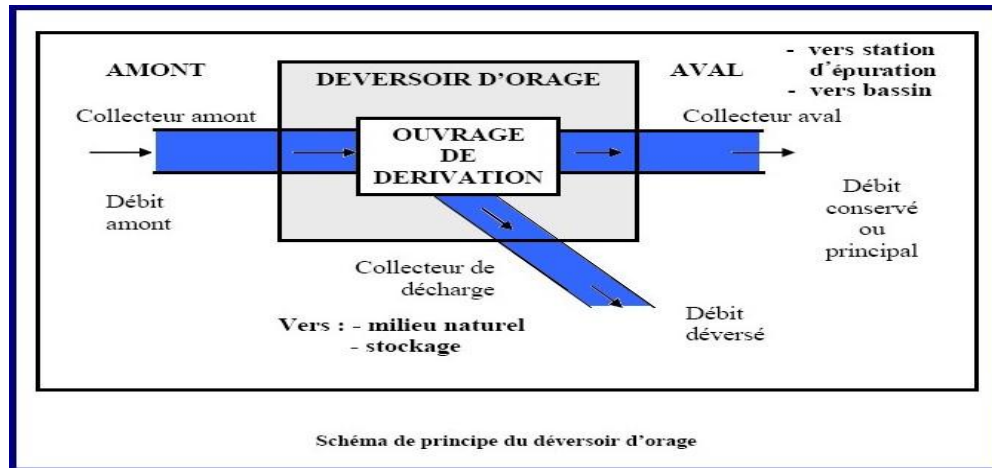 AMONT
DEVERSOIR D'ORAGE
AVAL
- vers station
d'épuration
- vers bassin
Collecteur amont
Collecteur aval
OUVRAGE
DE
DERIVATION
Débit
amont
Débit
conservé
ou
principal
Collecteur de
décharge
Vers : - milieu naturel
- stockage
Débit
déversé
Schéma de principe du déversoir d'orage